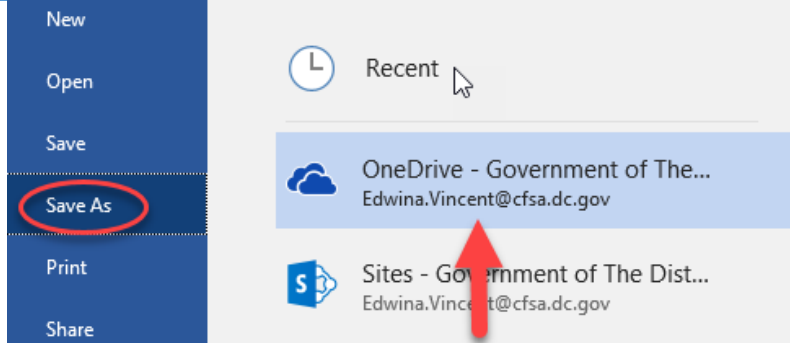 New
Open
Save
Save As
Print
Share
Recent
OneDrive - Government of The...
Edwina.Vincent@cfsa.dc.gov
S
Sites - Government of The Dist...
Edwina.Vincent@cfsa.dc.gov